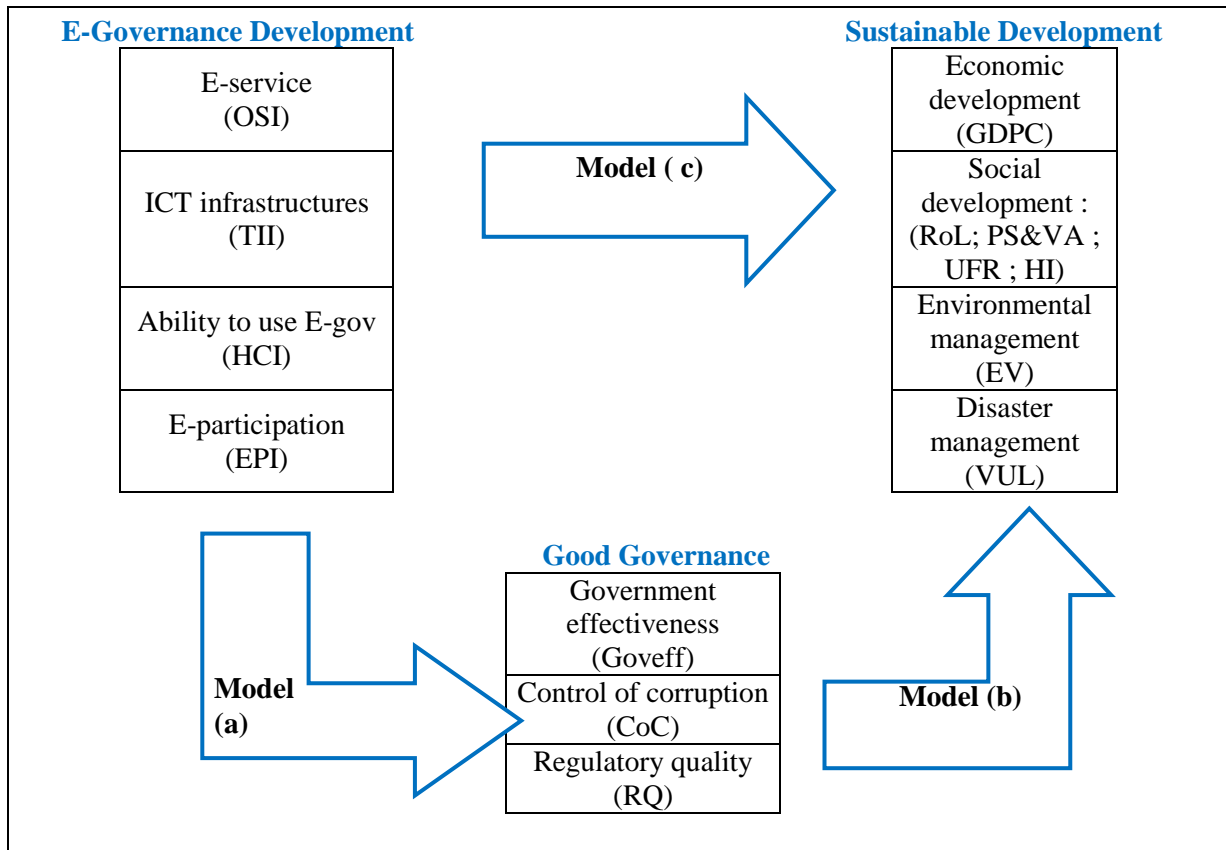 E-Governance Development
E-service
(OSI)
ICT infrastructures
(TII)
Ability to use E-gov
(HCI)
E-participation
(EPI)
Model ( c)
Sustainable Development
Economic
development
(GDPC)
Social
development :
(RoL; PS&VA ;
UFR ; HI)
Environmental
management
(EV)
Disaster
management
(VUL)
Model
(a)
Good Governance
Government
effectiveness
(Goveff)
Control of corruption
(CoC)
Regulatory quality
(RQ)
Model (b)